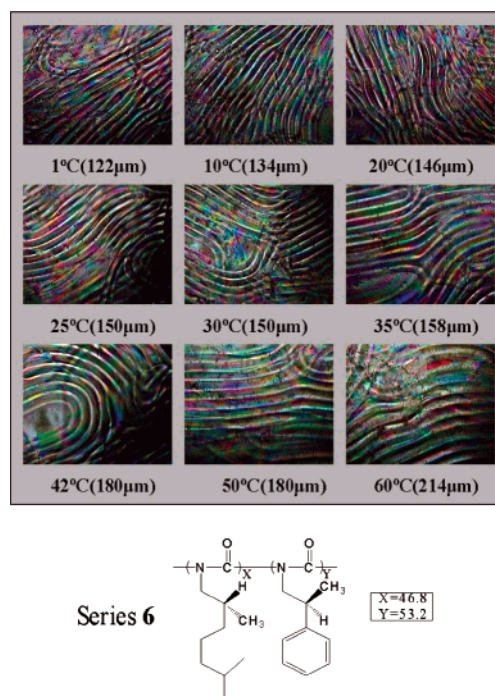 1°C(122μm) 10°C(134μm) 20°C(146μm)
25°C(150μm) 30°C(150μm) 35°C(158μm)
42°C(180μm) 50°C(180μm) 60°C(214μm)
O O
N C X N C Y
H CH3
CH3 H
Series 6
X=46.8
Y=53.2